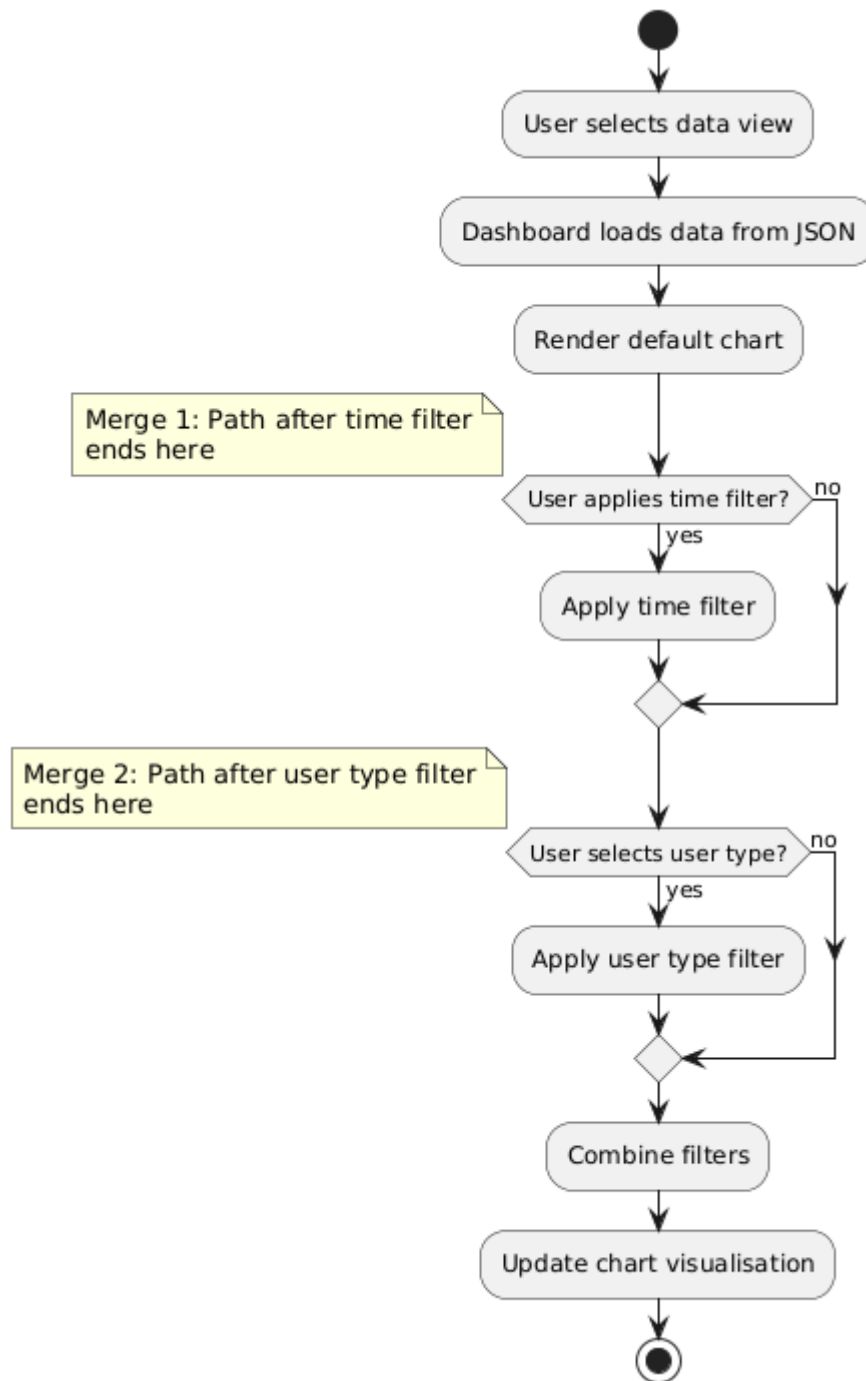 User selects data view
Dashboard loads data from JSON
Render default chart
Merge 1: Path after time filter
ends here
User applies time filter?
no
yes
Apply time filter
Merge 2: Path after user type filter
ends here
User selects user type?
no
yes
Apply user type filter
Combine filters
Update chart visualisation